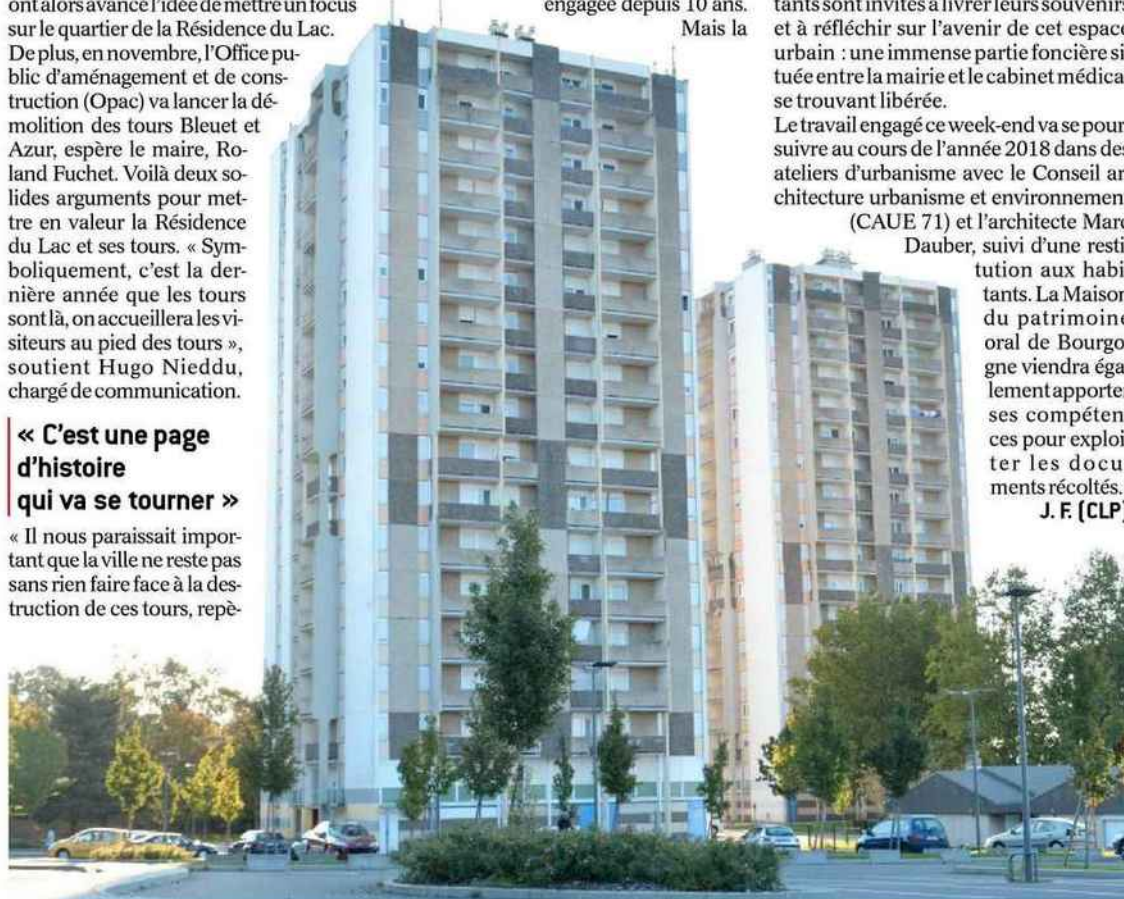 ont alors avancé l'idée de mettre un focus
sur le quartier de la Résidence du Lac.
De plus, en novembre, l'Office pu-
blic d'aménagement et de cons-
truction (Opac) va lancer la dé-
molition des tours Bleuet et
Azur, espère le maire, Ro-
land Fuchet. Voilà deux so-
lides arguments pour met-
tre en valeur la Résidence
du Lac et ses tours. « Sym-
boliquement, c'est la der-
nière année que les tours
sont là, on accueillera les vi-
siteurs au pied des tours »,
soutient Hugo Nieddu,
chargé de communication.
« C'est une page
d'histoire
qui va se tourner »
« Il nous paraissait impor-
tant que la ville ne reste pas
sans rien faire face à la des-
truction de ces tours, repè-
engagée depuis 10 ans.
Mais la
tants sont invités à livrer leurs souvenirs
et à réfléchir sur l'avenir de cet espace
urbain : une immense partie foncière si
tuée entre la mairie et le cabinet médica
se trouvant libérée.
Le travail engagé ce week-end va se pour
suivre au cours de l'année 2018 dans des
ateliers d'urbanisme avec le Conseil ar
chitecture urbanisme et environnemen
(CAUE 71) et l'architecte Marc
Dauber, suivi d'une resti
tution aux habi
tants. La Maison
du patrimoine
oral de Bourgo
gne viendra éga
lement apporter
ses compéten
ces pour exploi
ter les docu
ments récoltés.
J. F. (CLP)